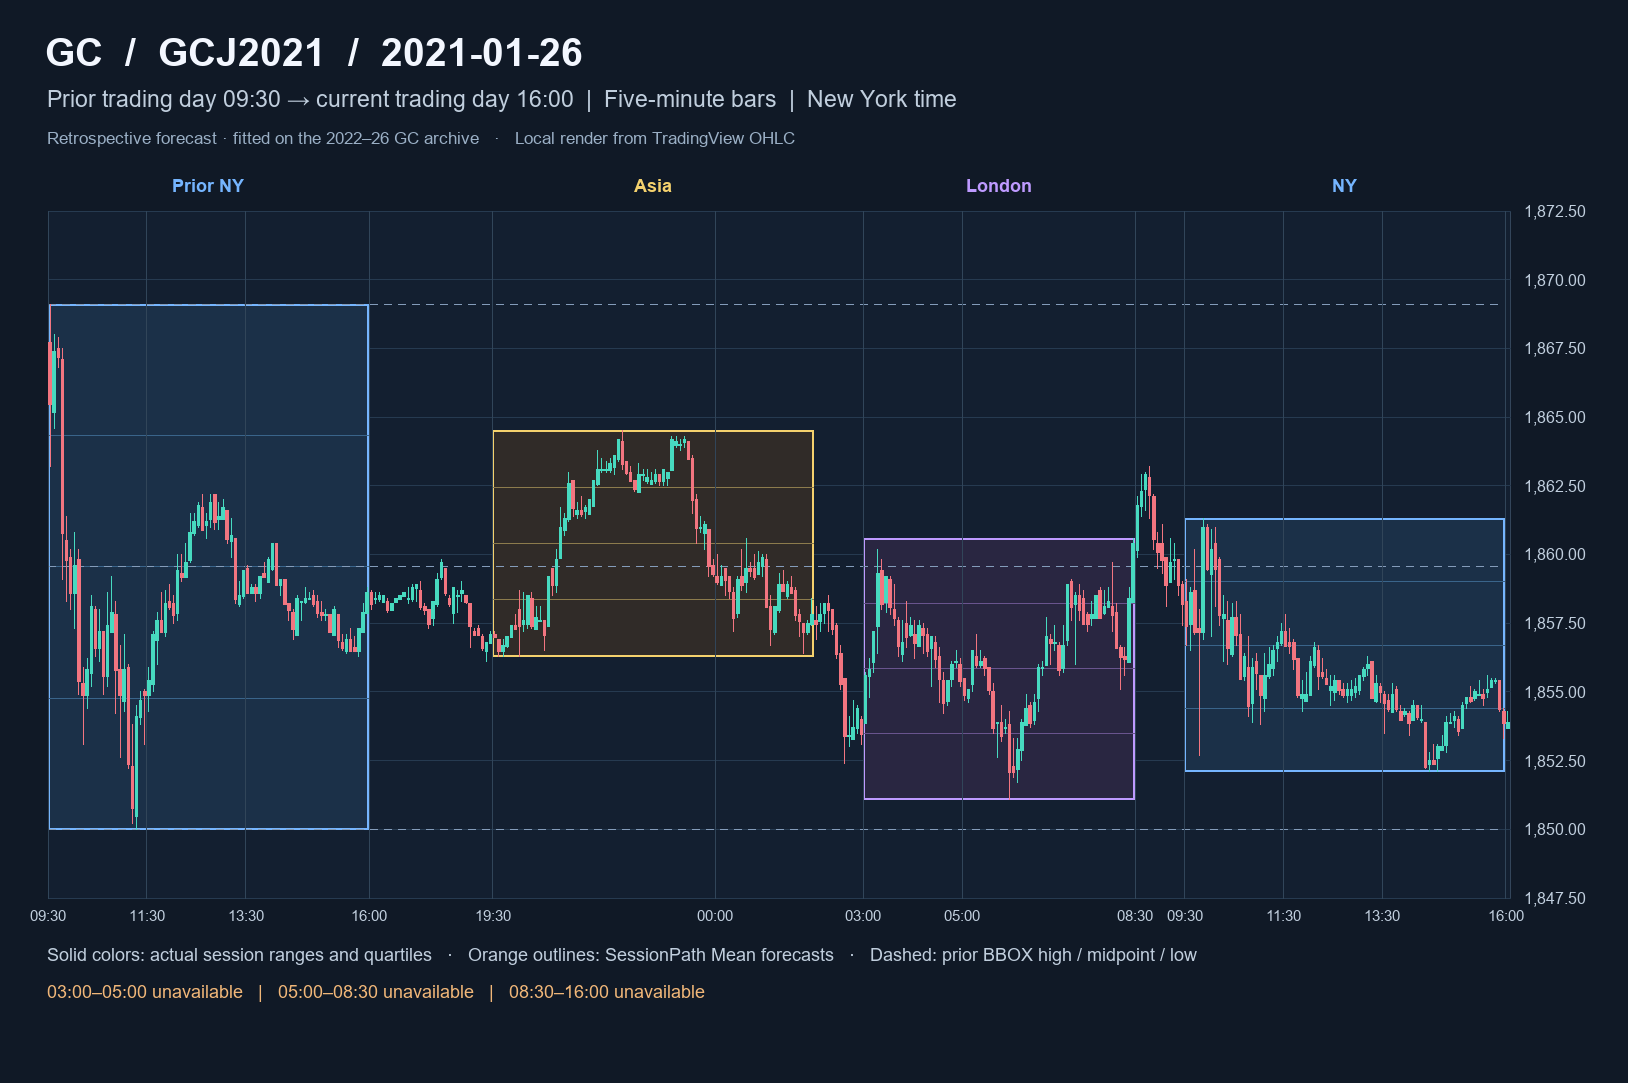 GC / GCJ2021 / 2021-01-26
Prior trading day 09:30 → current trading day 16:00 | Five-minute bars | New York time
Retrospective forecast · fitted on the 2022–26 GC archive · Local render from TradingView OHLC
Prior NY Asia London NY
1,872.50
1,870.00
1,867.50
1,865.00
1,862.50
1,860.00
1,857.50
1,855.00
1,852.50
1,850.00
1,847.50
09:30 11:30 13:30 16:00 19:30 00:00 03:00 05:00 08:30 09:30 11:30 13:30 16:00
Solid colors: actual session ranges and quartiles · Orange outlines: SessionPath Mean forecasts · Dashed: prior BBOX high / midpoint / low
03:00–05:00 unavailable | 05:00–08:30 unavailable | 08:30–16:00 unavailable